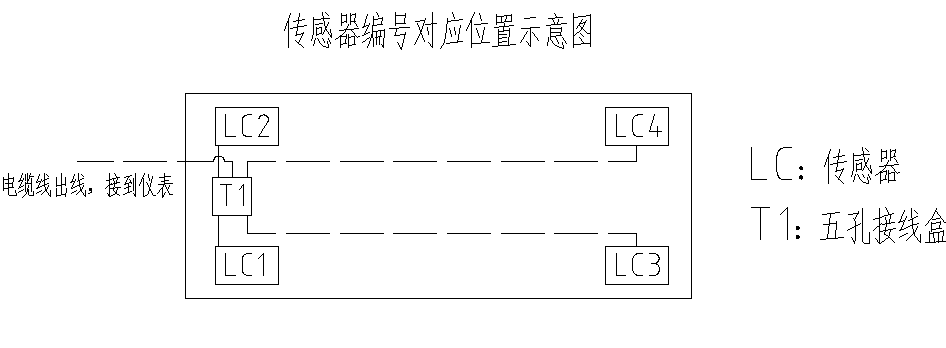 传感器编号对应位置示意图
LC2
LC4
电缆线出线，接到仪表
T1
LC1
LC3
LC：传感器
T1：五孔接线盒